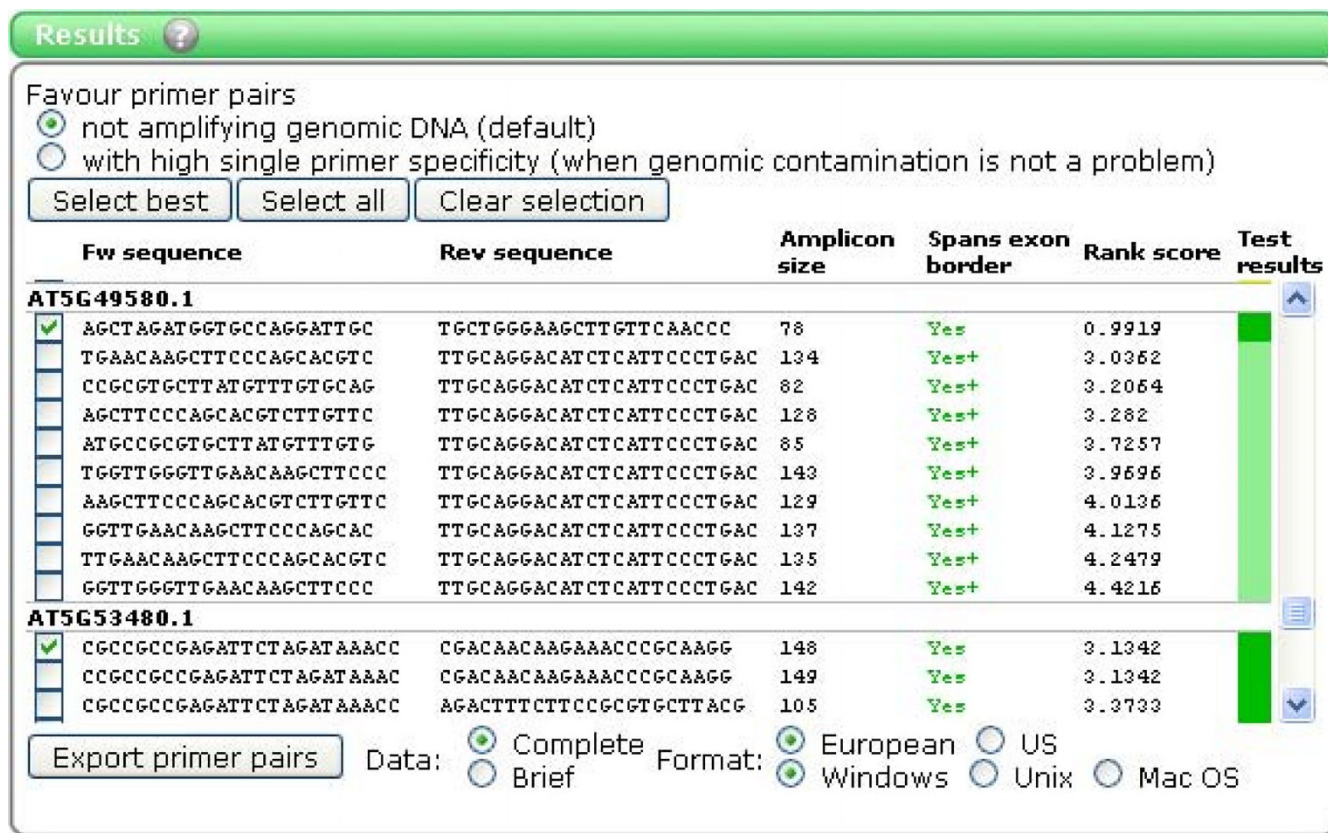 Results ?
Favour primer pairs
not amplifying genomic DNA (default)
with high single primer specificity (when genomic contamination is not a problem)
Select best Select all Clear selection
Fw sequence Rev sequence Amplicon size Spans exon border Rank score Test results
AT5G49580.1
AGCTAGATGGTGCCAGGATTGC TGCTGGGAAGCTTGTTCAACCC 78 Yes 0.9919
TGAACAAGCTTCCCAGCACGTC TTGCAGGACATCTCATTCCCTGAC 134 Yes+ 3.0362
CCGCGTGCTTATGTTTGTGCAG TTGCAGGACATCTCATTCCCTGAC 82 Yes+ 3.2064
AGCTTCCCAGCACGTCTTGTTC TTGCAGGACATCTCATTCCCTGAC 128 Yes+ 3.282
ATGCCGCGTGCTTATGTTTGTG TTGCAGGACATCTCATTCCCTGAC 85 Yes+ 3.7257
TGGTTGGGTTGAACAAGCTTCCC TTGCAGGACATCTCATTCCCTGAC 143 Yes+ 3.9696
AAGCTTCCCAGCACGTCTTGTTC TTGCAGGACATCTCATTCCCTGAC 129 Yes+ 4.0136
GGTTGAACAAGCTTCCCAGCAC TTGCAGGACATCTCATTCCCTGAC 137 Yes+ 4.1275
TTGAACAAGCTTCCCAGCACGTC TTGCAGGACATCTCATTCCCTGAC 135 Yes+ 4.2479
GGTTGGGTTGAACAAGCTTCCC TTGCAGGACATCTCATTCCCTGAC 142 Yes+ 4.4216
AT5G53480.1
CGCCGCCGAGATTCTAGATAAACC CGACAACAAGAAACCCGCAAGG 148 Yes 3.1342
CCGCCGCCGAGATTCTAGATAAAC CGACAACAAGAAACCCGCAAGG 149 Yes 3.1342
CGCCGCCGAGATTCTAGATAAACC AGACTTTCTTCCGCGTGCTTACG 105 Yes 3.3733
Export primer pairs Data: Complete Format: European US
Brief Windows Unix Mac OS